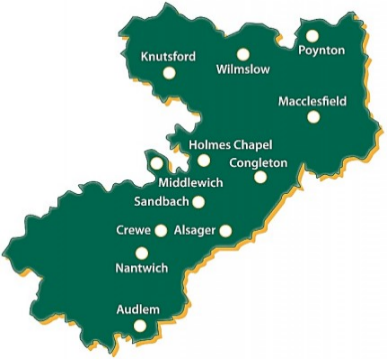 Knutsford
Wilmslow
Poynton
Macclesfield
Holmes Chapel
Congleton
Middlewich
Sandbach
Crewe
Alsager
Nantwich
Audlem